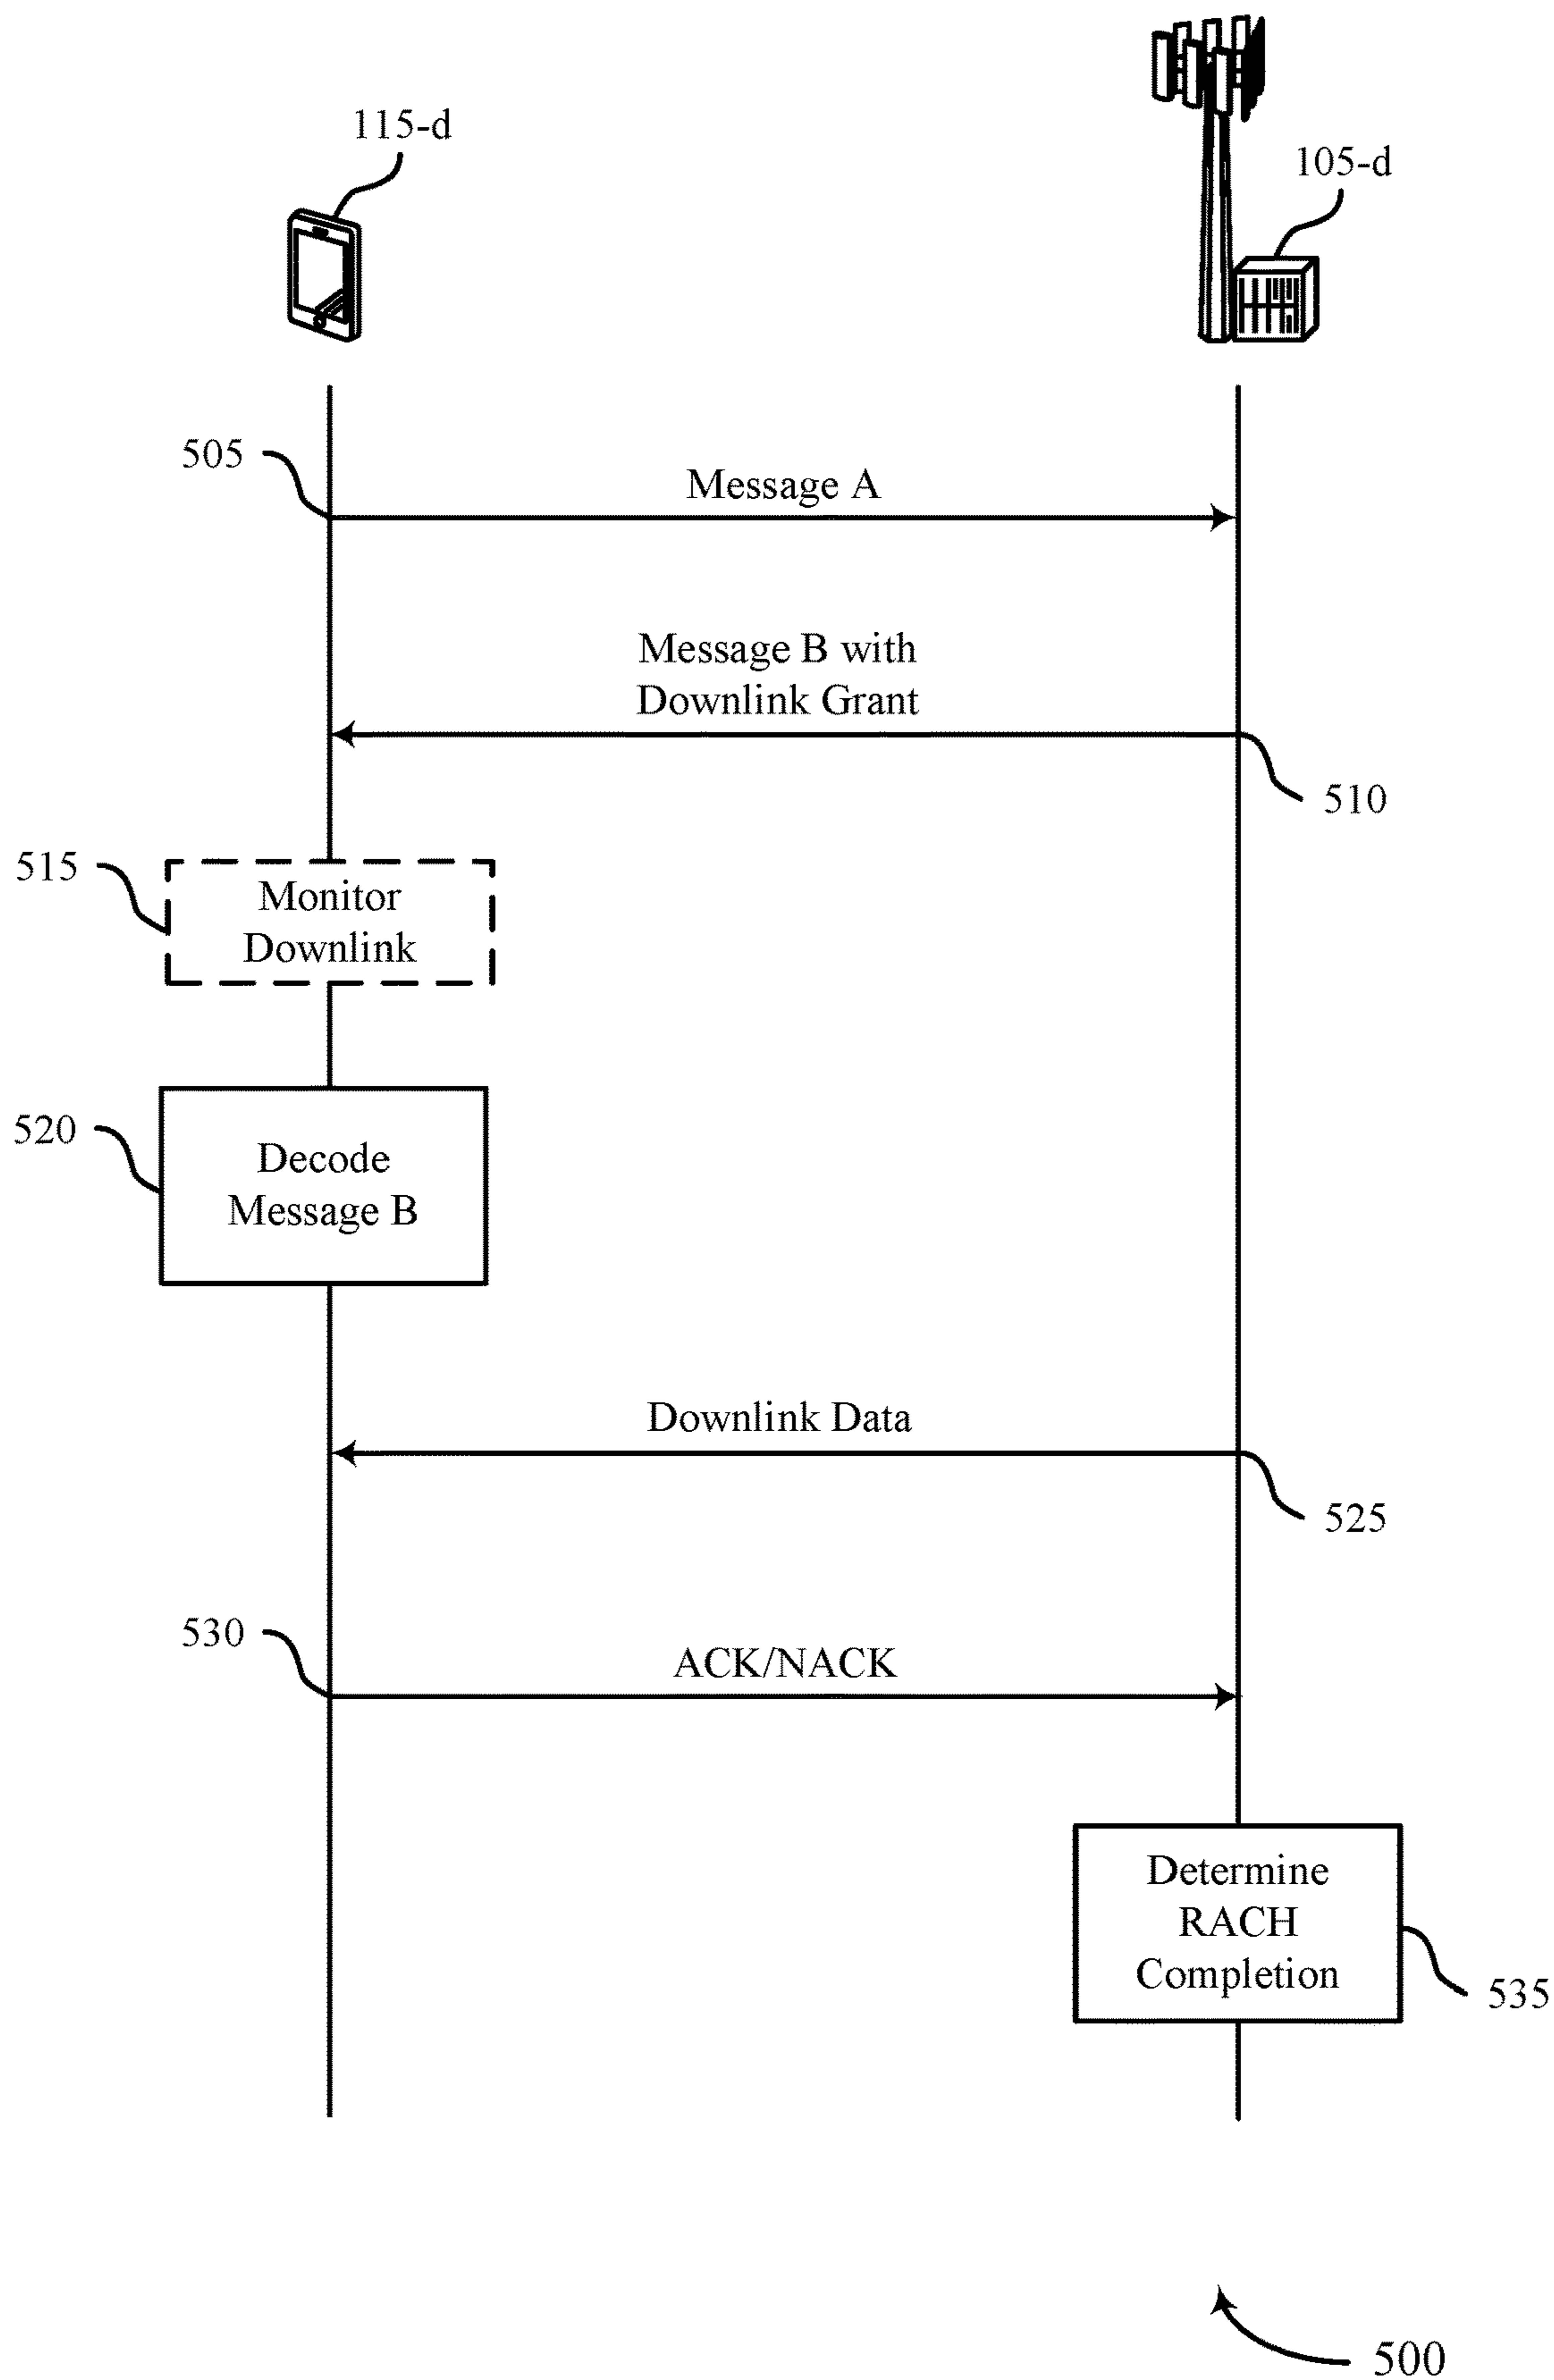 115-d
105-d
505
Message A
Message B with
Downlink Grant
510
515
Monitor
Downlink
520
Decode
Message B
Downlink Data
525
530
ACK/NACK
Determine
RACH
Completion
535
500